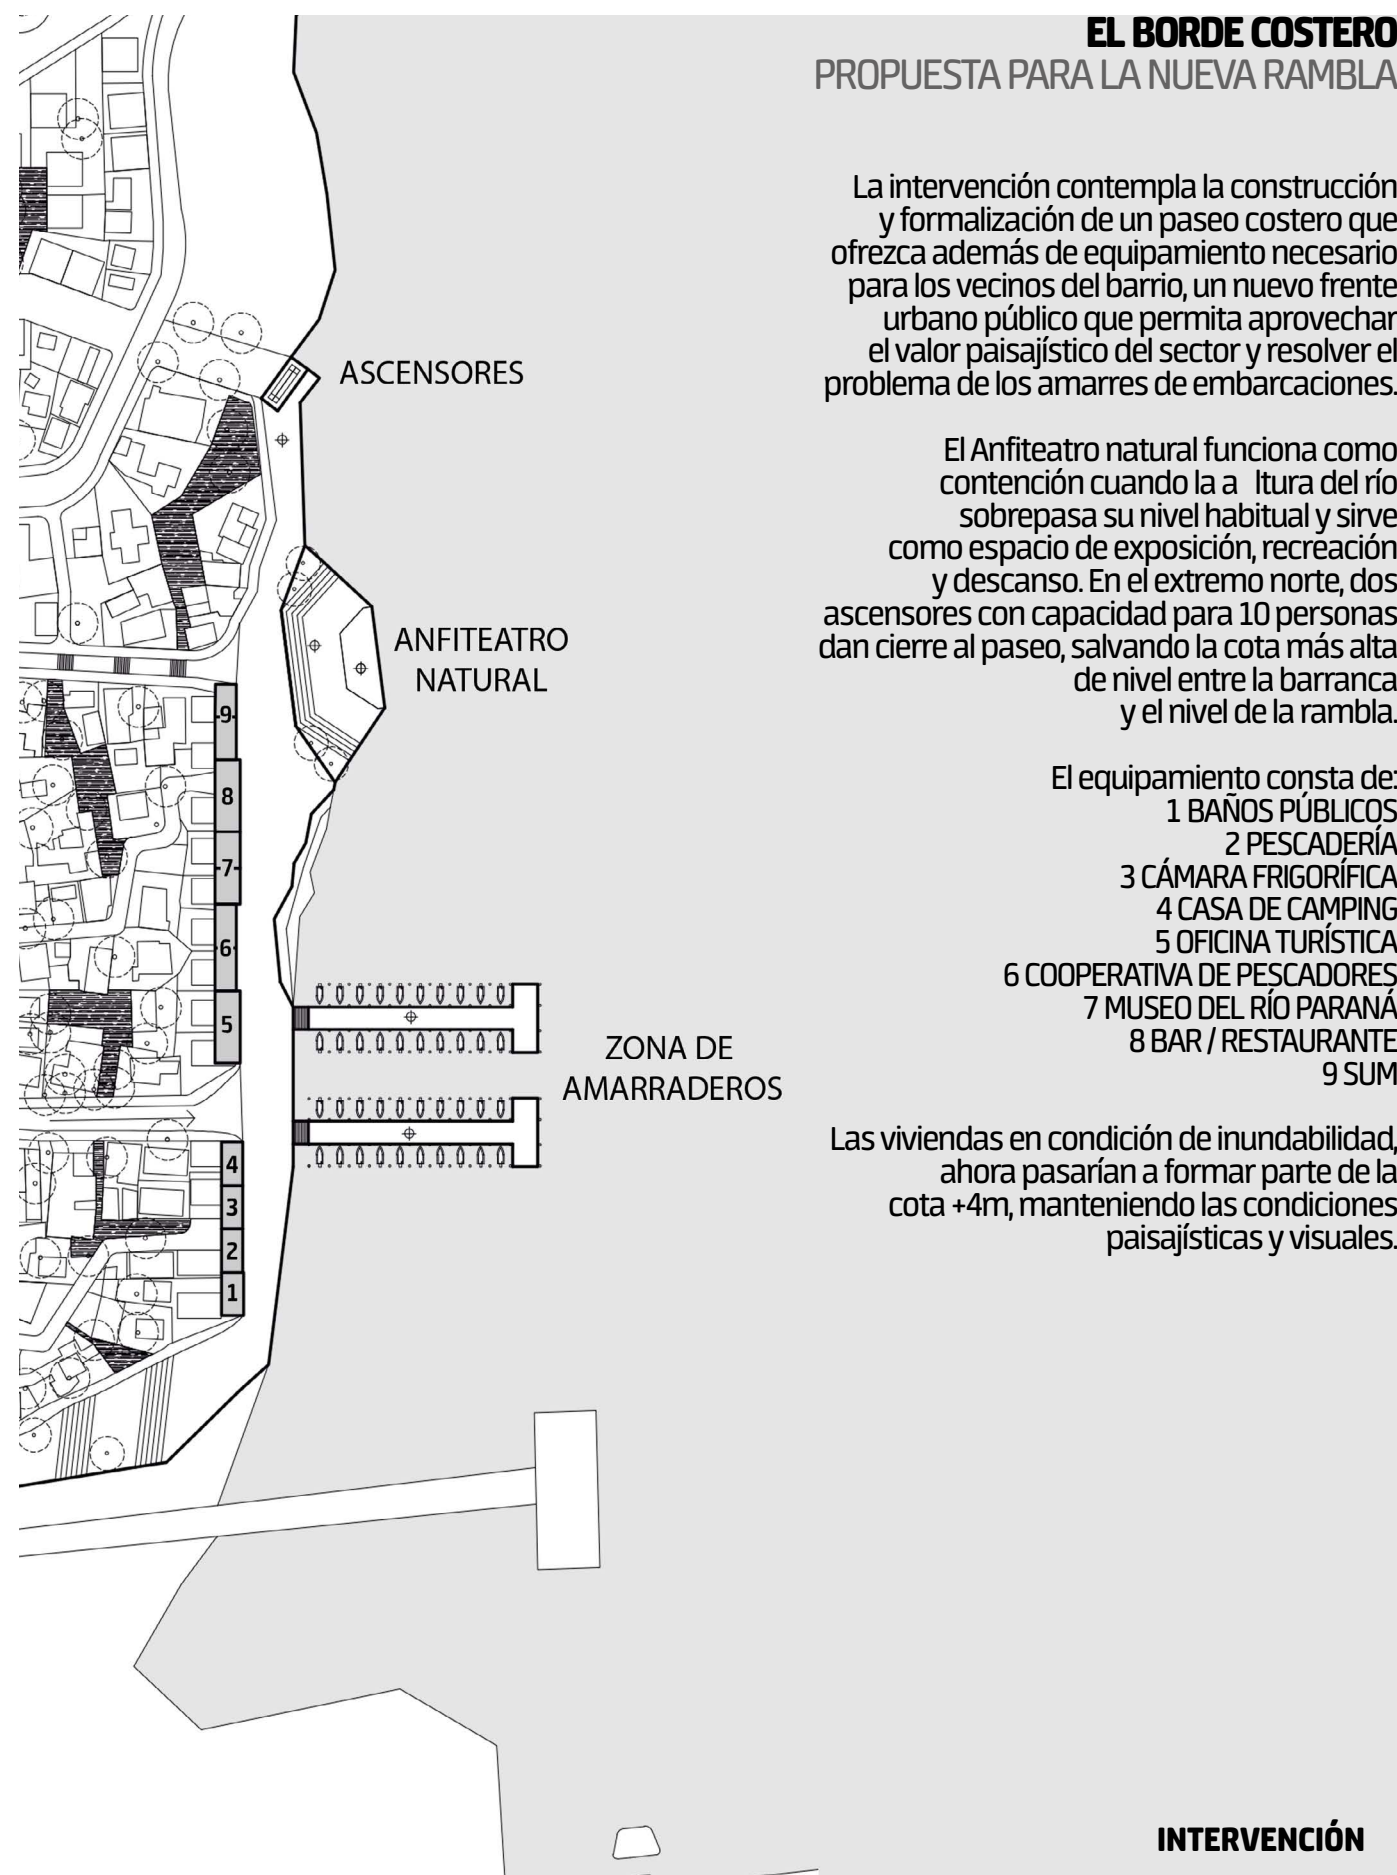 EL BORDE COSTERO
PROPUESTA PARA LA NUEVA RAMBLA
La intervención contempla la construcción
y formalización de un paseo costero que
ofrezca además de equipamiento necesario
para los vecinos del barrio, un nuevo frente
urbano público que permita aprovechar
el valor paisajístico del sector y resolver el
problema de los amarres de embarcaciones.
El Anfiteatro natural funciona como
contención cuando la a ltura del río
sobrepasa su nivel habitual y sirve
como espacio de exposición, recreación
y descanso. En el extremo norte, dos
ascensores con capacidad para 10 personas
dan cierre al paseo, salvando la cota más alta
de nivel entre la barranca
y el nivel de la rambla.
El equipamiento consta de:
1 BAÑOS PÚBLICOS
2 PESCADERÍA
3 CÁMARA FRIGORÍFICA
4 CASA DE CAMPING
5 OFICINA TURÍSTICA
6 COOPERATIVA DE PESCADORES
7 MUSEO DEL RÍO PARANÁ
8 BAR / RESTAURANTE
9 SUM
Las viviendas en condición de inundabilidad,
ahora pasarían a formar parte de la
cota +4m, manteniendo las condiciones
paisajísticas y visuales.
ASCENSORES
ANFITEATRO
NATURAL
9
8
7
6
5
ZONA DE
AMARRADEROS
4
3
2
1
INTERVENCIÓN